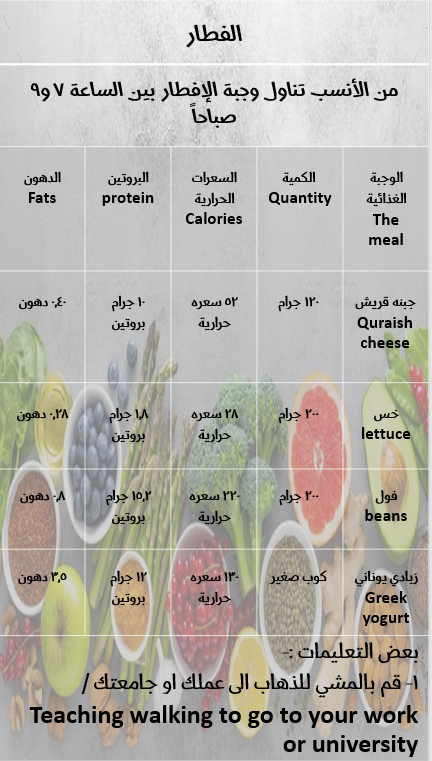 الفطار
من الأنسب تناول وجبة الإفطار بين الساعة ٧ و٩
صباحاً
الوجبة
الغذائية
The
meal
الكمية
Quantity
السعرات
الحرارية
Calories
البروتين
protein
الدهون
Fats
جبنه قريش
Quraish
cheese
١٢٠ جرام
٥٢ سعره
حرارية
١٠ جرام
بروتين
٠,٤٠ دهون
خس
lettuce
٢٠٠ جرام
٢٨ سعره
حرارية
١,٨ جرام
بروتين
٠,٢٨ دهون
فول
beans
٢٠٠ جرام
٢٢٠ سعره
حرارية
١٥,٢ جرام
بروتين
٠,٨ دهون
زبادي يوناني
Greek
yogurt
كوب صغير
١٣٠ سعره
حرارية
١٢ جرام
بروتين
٣,٥ دهون
بعض التعليمات :-
١- قم بالمشي للذهاب الى عملك او جامعتك /
Teaching walking to go to your work
or university